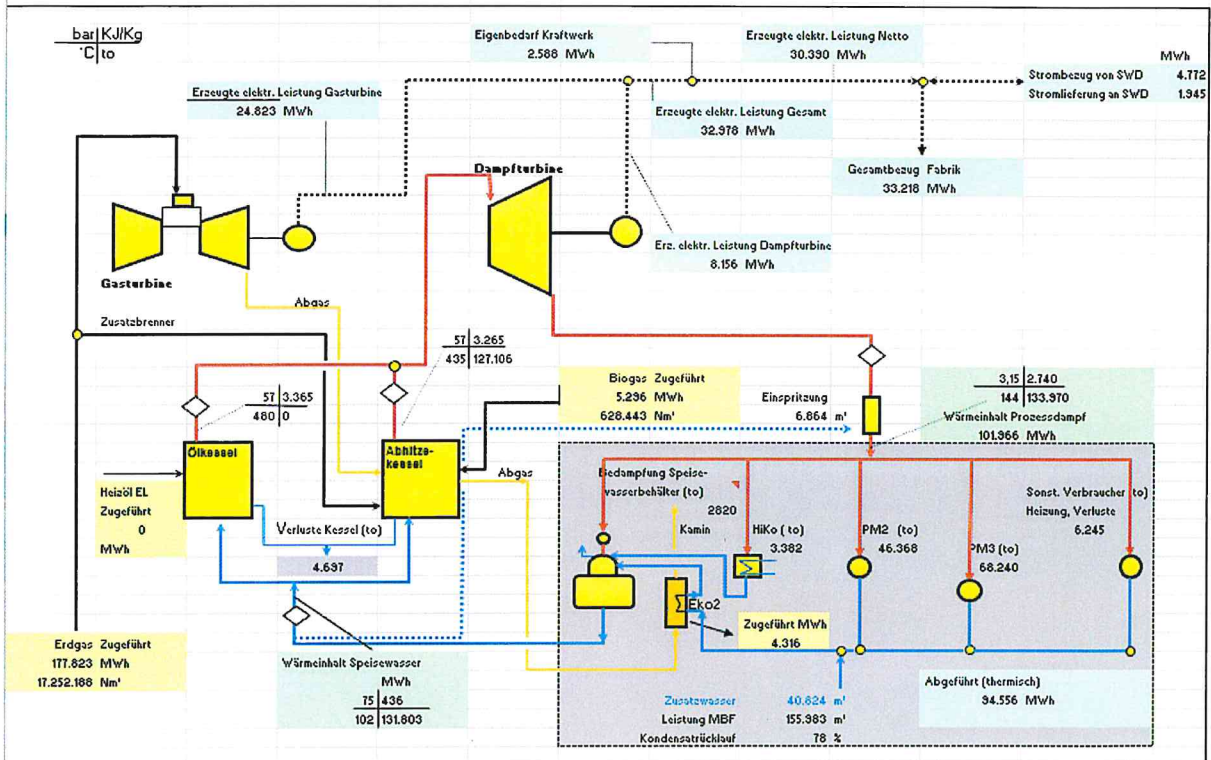 bar KJ/Kg
°C to
Eigenbedarf Kraftwerk
2.588 MWh
Erzeugte elektr. Leistung Netto
30.390 MWh
MWh
Strombezug von SWD 4.772
Stromlieferung an SWD 1.945
Erzeugte elektr. Leistung Gasturbine
24.823 MWh
Erzeugte elektr. Leistung Gesamt
32.978 MWh
Gesamtbezug Fabrik
33.218 MWh
Dampfturbine
Erz. elektr. Leistung Dampfturbine
8.156 MWh
Gasturbine
Abgas
Zusatzbrenner
57 3.265
435 127.106
57 3.365
480 0
Biogas Zugeführt
5.296 MWh
628.443 Nm³
Einspritzung
6.864 m³
3,15 2.740
144 133.970
Wärmeinhalt Prozessdampf
101.966 MWh
Ölkessel
Abhitze-
kessel
Abgas
Heizöl EL
Zugeführt
0
MWh
Verluste Kessel (to)
4.697
Bedampfung Speise-
wasserbehälter (to)
2820
Kamin
HiKo (to)
3.382
PM2 (to)
46.368
PM3 (to)
68.240
Sonst. Verbraucher (to)
Heizung, Verluste
6.245
Eko2
Zugeführt MWh
4.316
Erdgas Zugeführt
177.823 MWh
17.252.188 Nm³
Wärmeinhalt Speisewasser
MWh
75 436
102 131.803
Abgeführt (thermisch)
94.556 MWh
Zusatzwasser 40.824 m³
Leistung MBF 155.983 m³
Kondensatrücklauf 78 %